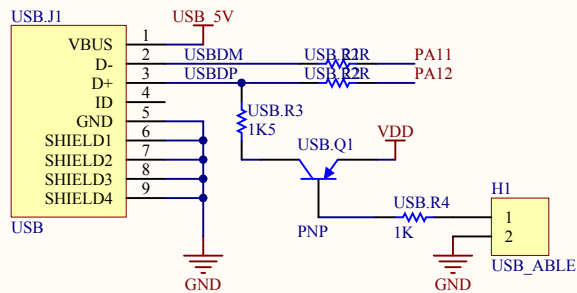 USB.J1
USB_5V
VBUS 1
D- 2 USBDM USB.R1 PA11
D+ 3 USBDP USB.R2 PA12
ID 4
GND 5
SHIELD1 6
SHIELD2 7
SHIELD3 8
SHIELD4 9
USB
USB.R3
1K5
USB.Q1
VDD
PNP
USB.R4
1K
H1
1
2
USB_ABLE
GND
GND